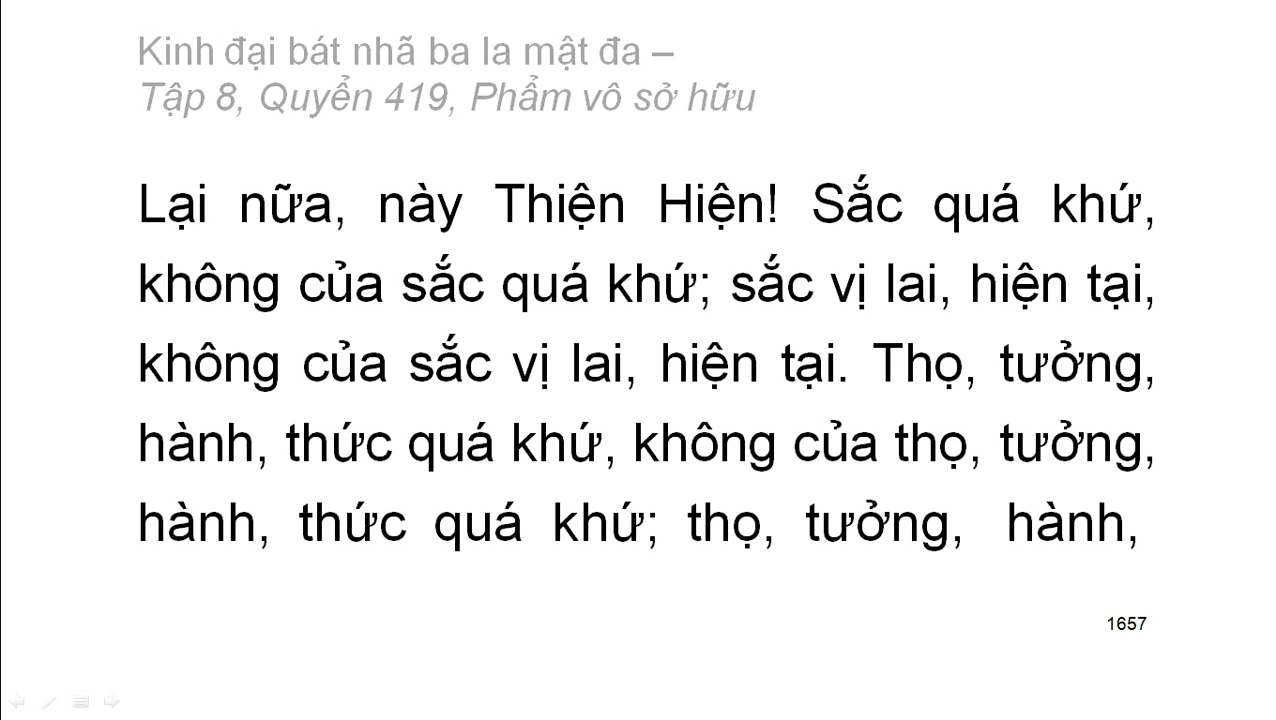 Kinh đại bát nhã ba la mật đa –
Tập 8, Quyển 419, Phẩm vô sở hữu
Lại nữa, này Thiện Hiện! Sắc quá khứ,
không của sắc quá khứ; sắc vị lai, hiện tại,
không của sắc vị lai, hiện tại. Thọ, tưởng,
hành, thức quá khứ, không của thọ, tưởng,
hành, thức quá khứ; thọ, tưởng, hành,
1657